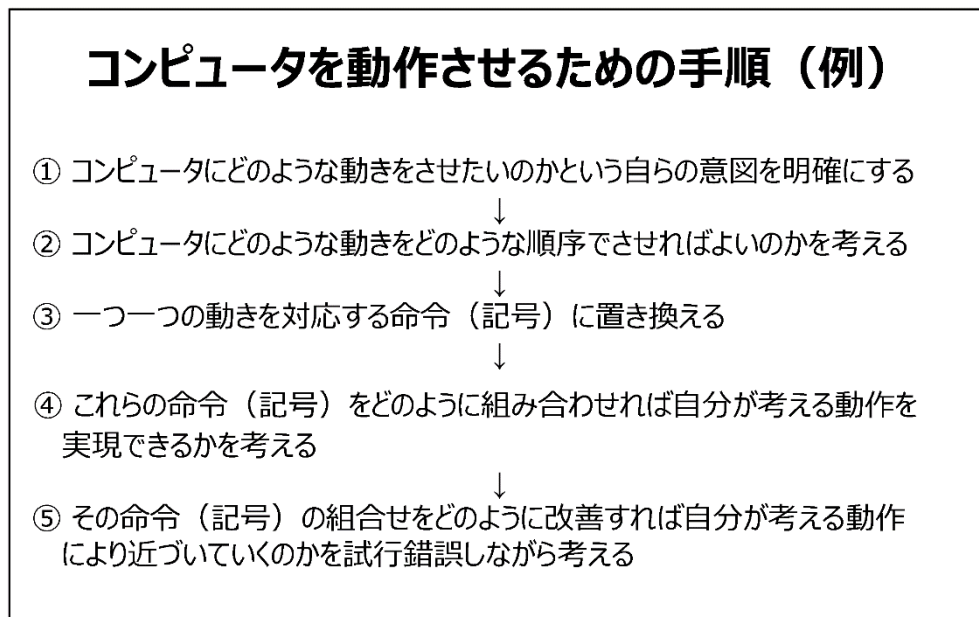 コンピュータを動作させるための手順（例）
① コンピュータにどのような動きをさせたいのかという自らの意図を明確にする
↓
② コンピュータにどのような動きをどのような順序でさせればよいのかを考える
↓
③ 一つ一つの動きを対応する命令（記号）に置き換える
↓
④ これらの命令（記号）をどのように組み合わせれば自分が考える動作を
実現できるかを考える
↓
⑤ その命令（記号）の組合せをどのように改善すれば自分が考える動作
により近づいていくのかを試行錯誤しながら考える